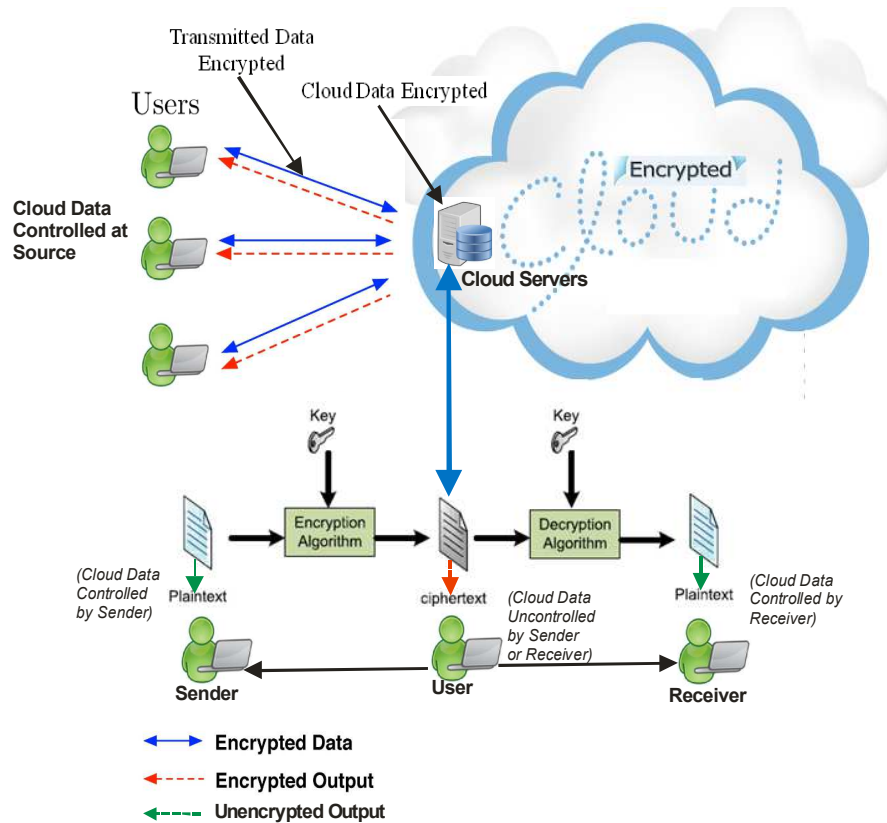 Transmitted Data
Encrypted
Cloud Data Encrypted
Users
Encrypted
Cloud
Cloud Data
Controlled at
Source
Cloud Servers
Key
Key
Encryption
Algorithm
Decryption
Algorithm
(Cloud Data
Controlled
by Sender)
Plaintext
ciphertext
(Cloud Data
Uncontrolled
by Sender
or Receiver)
Plaintext
(Cloud Data
Controlled by
Receiver)
Sender
User
Receiver
Encrypted Data
Encrypted Output
Unencrypted Output